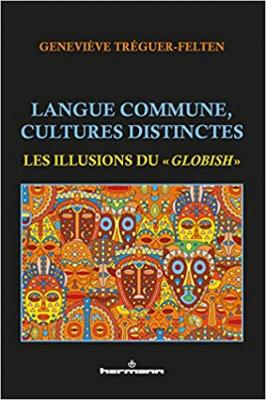 GENEVIÈVE TRÉGUER-FELTEN
LANGUE COMMUNE,
CULTURES DISTINCTES
LES ILLUSIONS DU « GLOBISH »
hermann